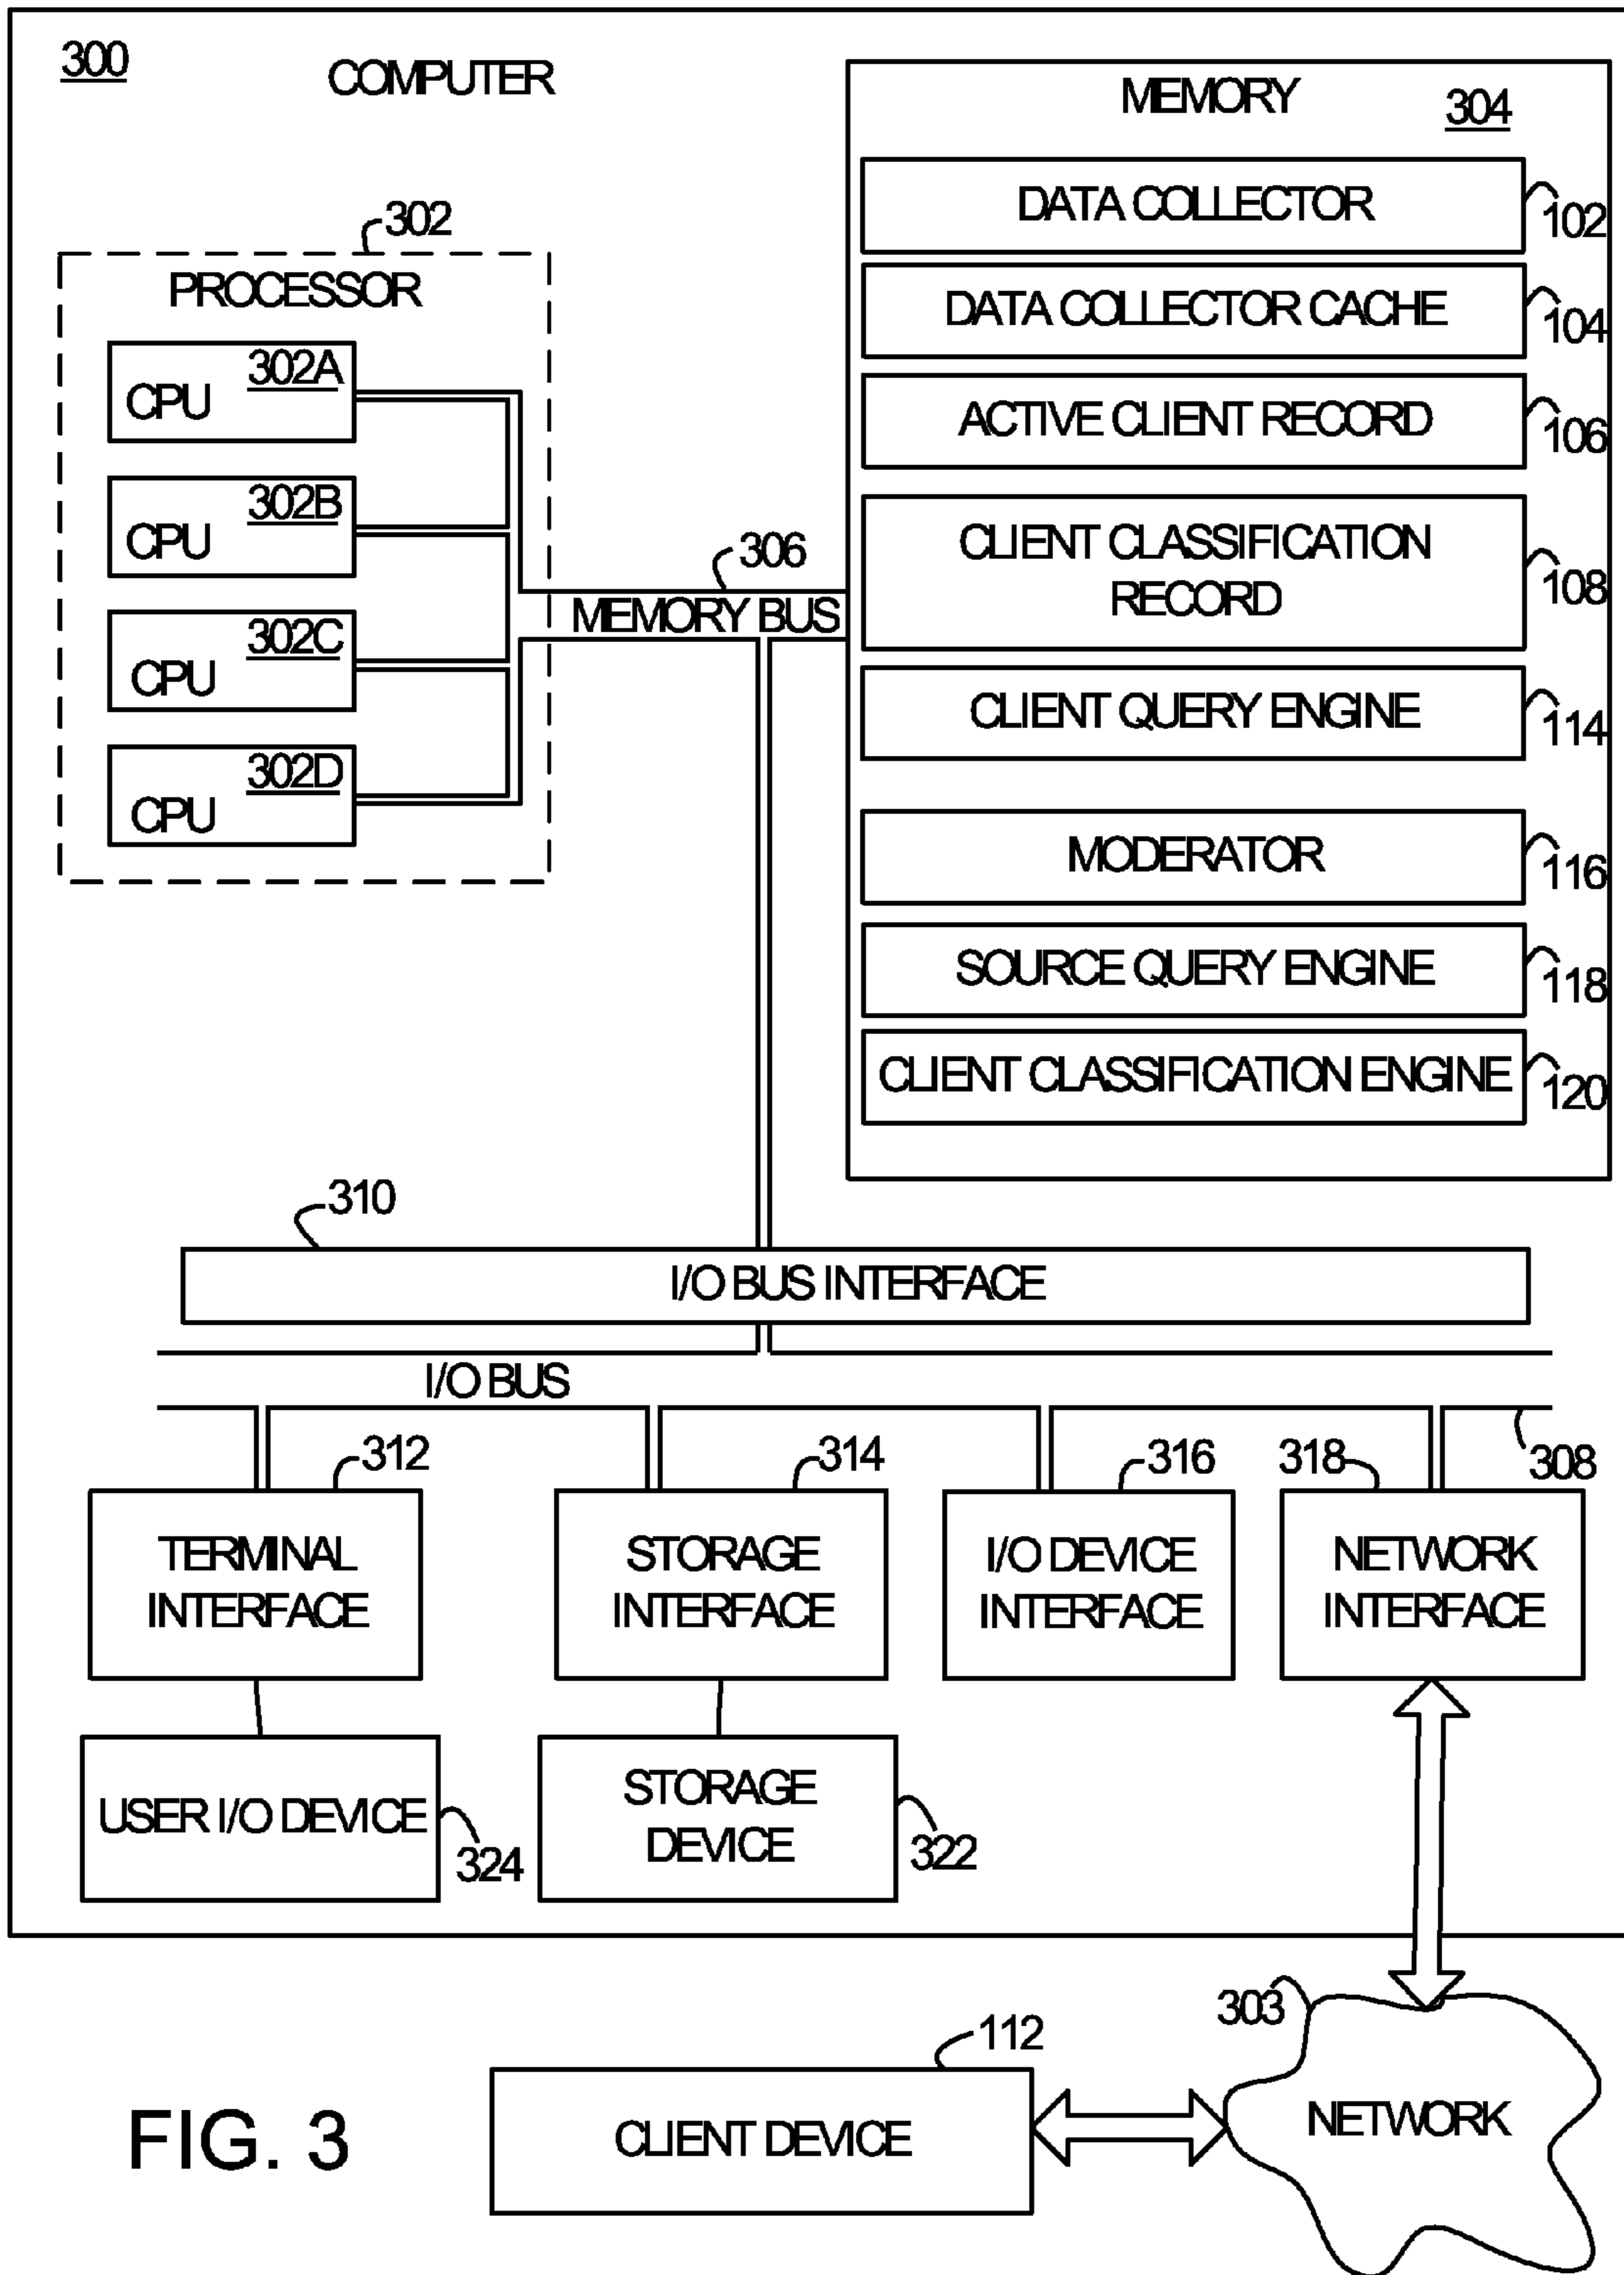 300
COMPUTER
MEMORY
304
DATA COLLECTOR
102
DATA COLLECTOR CACHE
104
ACTIVE CLIENT RECORD
106
CLIENT CLASSIFICATION
RECORD
108
CLIENT QUERY ENGINE
114
MODERATOR
116
SOURCE QUERY ENGINE
118
CLIENT CLASSIFICATION ENGINE
120
302
PROCESSOR
302A
CPU
302B
CPU
302C
CPU
302D
CPU
306
MEMORY BUS
310
I/O BUS INTERFACE
I/O BUS
308
312
TERMINAL
INTERFACE
314
STORAGE
INTERFACE
316
I/O DEVICE
INTERFACE
318
NETWORK
INTERFACE
USER I/O DEVICE
324
STORAGE
DEVICE
322
303
NETWORK
112
CLIENT DEVICE
FIG. 3